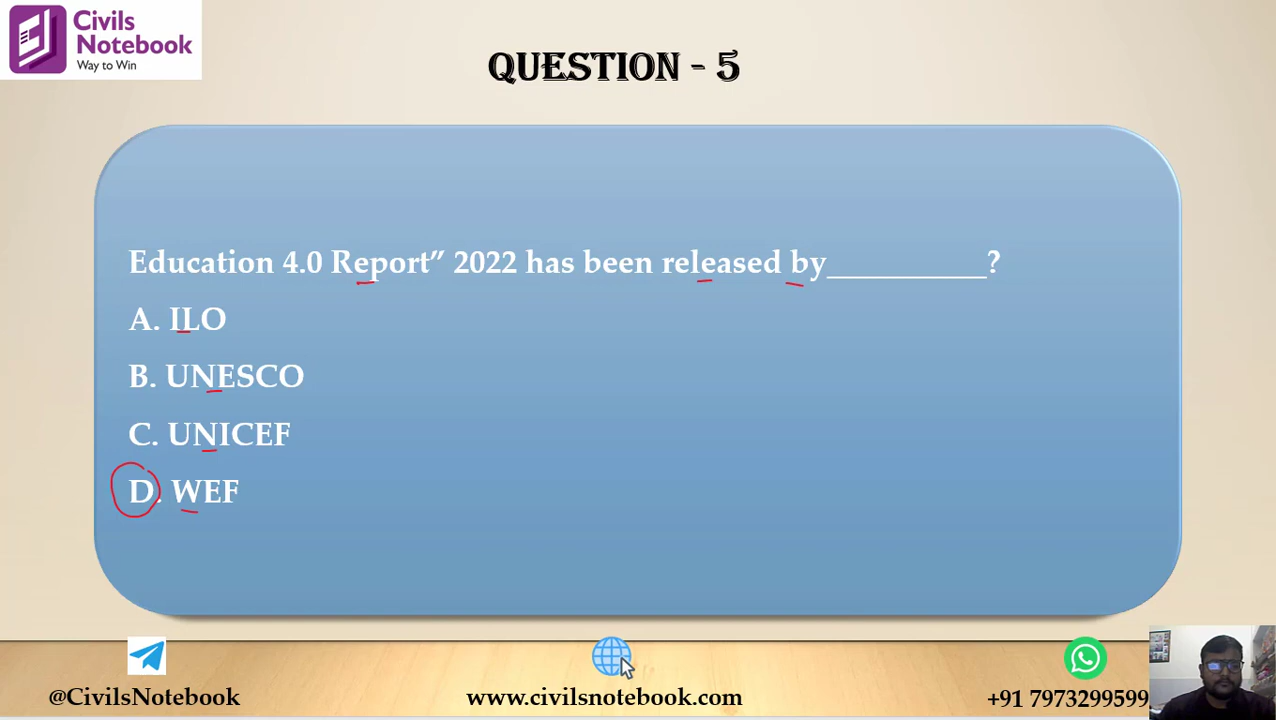 Civils
Notebook
Way to Win
QUESTION - 5
Education 4.0 Report” 2022 has been released by__________?
A. ILO
B. UNESCO
C. UNICEF
D. WEF
@CivilsNotebook
www.civilsnotebook.com
+91 7973299599